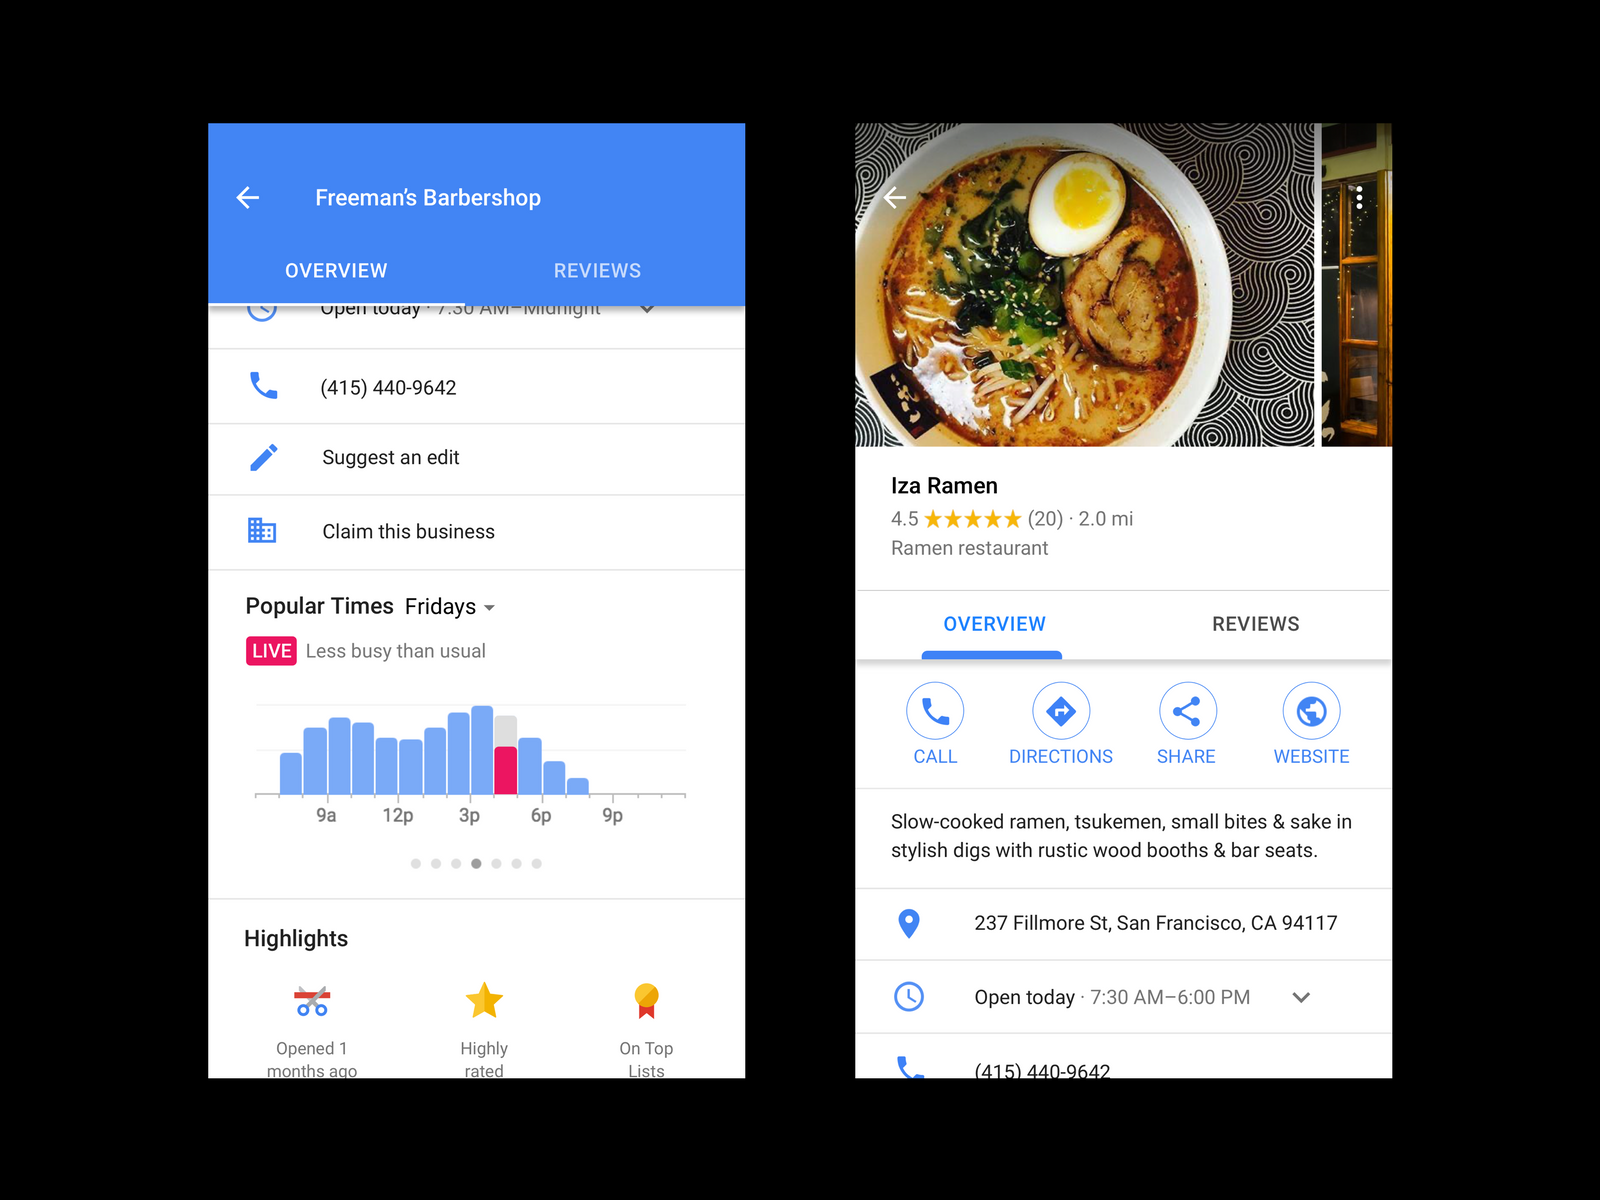 Freeman's Barbershop
OVERVIEW REVIEWS
Open today · 7:30 AM–Midnight
(415) 440-9642
Suggest an edit
Claim this business
Popular Times Fridays
LIVE Less busy than usual
9a 12p 3p 6p 9p
Highlights
Opened 1 months ago
Highly rated
On Top Lists
Iza Ramen
4.5 (20) · 2.0 mi
Ramen restaurant
OVERVIEW REVIEWS
CALL DIRECTIONS SHARE WEBSITE
Slow-cooked ramen, tsukemen, small bites & sake in
stylish digs with rustic wood booths & bar seats.
237 Fillmore St, San Francisco, CA 94117
Open today · 7:30 AM–6:00 PM
(415) 440-9642